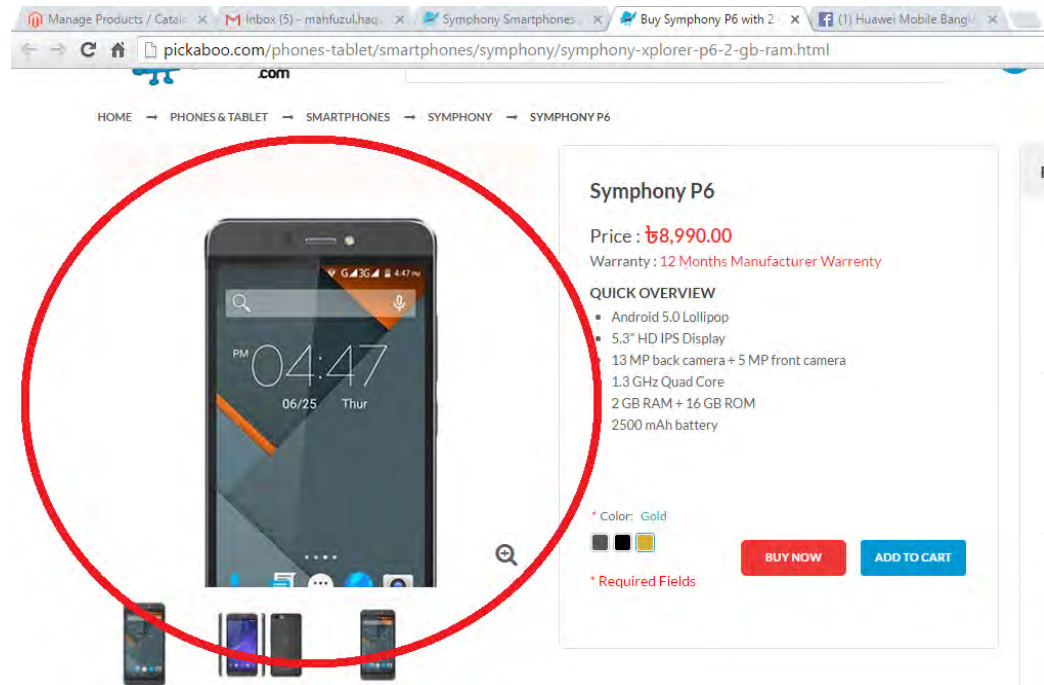 Manage Products / Catal
Inbox (5) - mahfuzul.haq
Symphony Smartphones
Buy Symphony P6 with 2
(1) Huawei Mobile Bangl
pickaboo.com/phones-tablet/smartphones/symphony/symphony-xplorer-p6-2-gb-ram.html
.com
HOME → PHONES & TABLET → SMARTPHONES → SYMPHONY → SYMPHONY P6
G 3G 4:47 PM
PM 04:47
06/25 Thur
Symphony P6
Price : ৳8,990.00
Warranty : 12 Months Manufacturer Warrenty
QUICK OVERVIEW
• Android 5.0 Lollipop
• 5.3" HD IPS Display
• 13 MP back camera + 5 MP front camera
1.3 GHz Quad Core
2 GB RAM + 16 GB ROM
2500 mAh battery
* Color: Gold
BUY NOW
ADD TO CART
* Required Fields